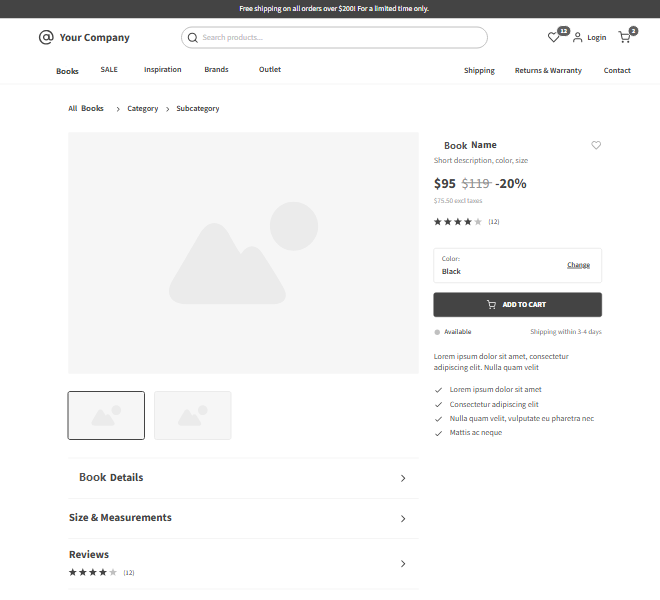 Free shipping on all orders over $200! For a limited time only.
@ Your Company
Search products...
12
Login
2
Books SALE Inspiration Brands Outlet Shipping Returns & Warranty Contact
All Books > Category > Subcategory
Book Name
Short description, color, size
$95 $119 -20%
$75.50 excl taxes
(12)
Color:
Black
Change
ADD TO CART
Available Shipping within 3-4 days
Lorem ipsum dolor sit amet, consectetur
adipiscing elit. Nulla quam velit
Lorem ipsum dolor sit amet
Consectetur adipiscing elit
Nulla quam velit, vulputate eu pharetra nec
Mattis ac neque
Book Details
Size & Measurements
Reviews
(12)